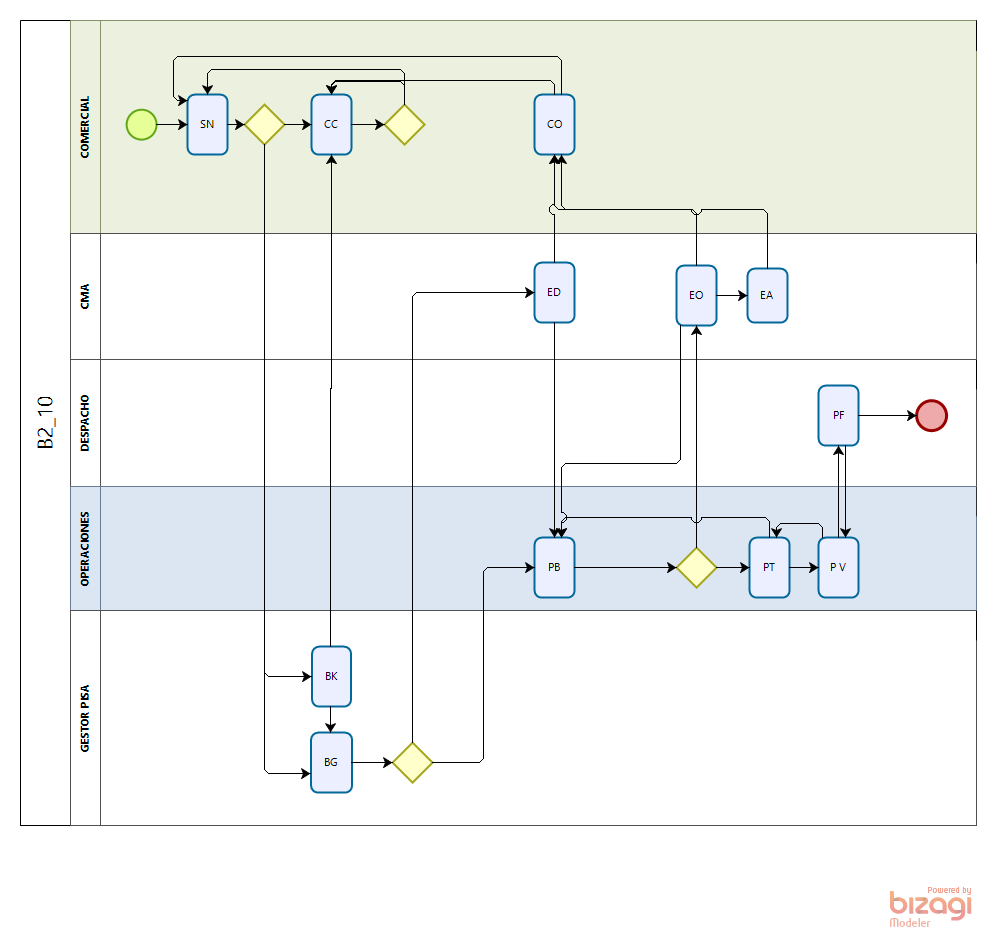 B2_10
COMERCIAL
SN
CC
CO
CMA
ED
EO
EA
DESPACHO
PF
OPERACIONES
PB
PT
P V
GESTOR PISA
BK
BG
Powered by
bizagi
Modeler